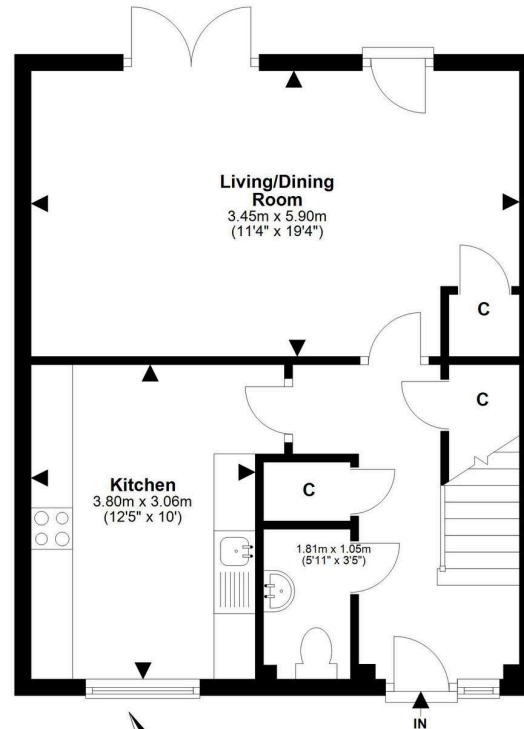 Living/Dining
Room
3.45m x 5.90m
(11'4" x 19'4")
C
C
Kitchen
3.80m x 3.06m
(12'5" x 10')
C
1.81m x 1.05m
(5'11" x 3'5")
IN